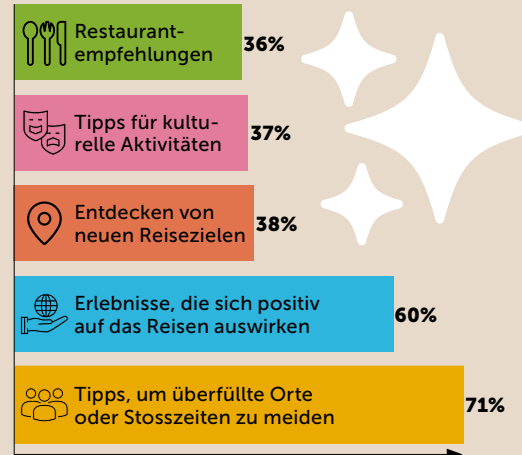 Restaurant-
empfehlungen
36%
Tipps für kultu-
relle Aktivitäten
37%
Entdecken von
neuen Reisezielen
38%
Erlebnisse, die sich positiv
auf das Reisen auswirken
60%
Tipps, um überfüllte Orte
oder Stosszeiten zu meiden
71%